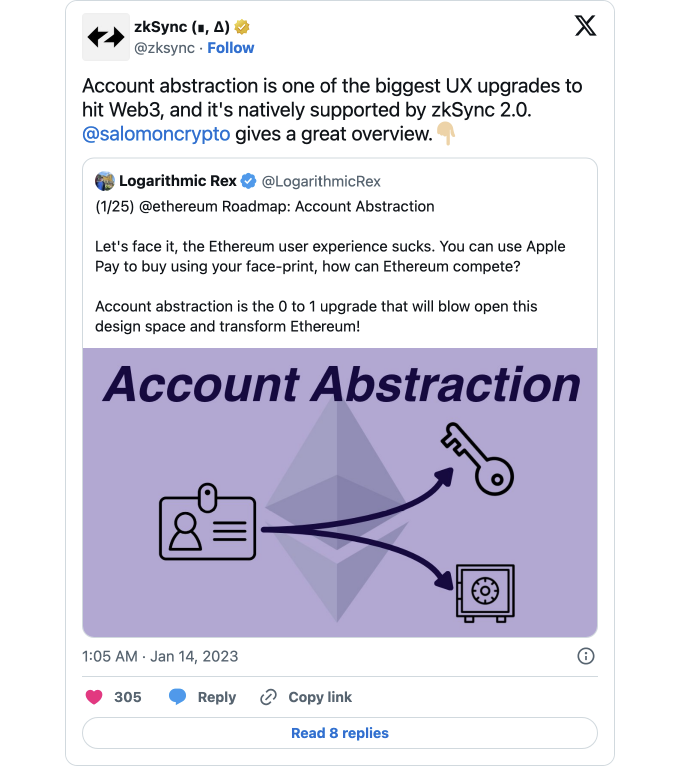 zkSync (∎, ∆)
@zksync · Follow
Account abstraction is one of the biggest UX upgrades to
hit Web3, and it's natively supported by zkSync 2.0.
@salomoncrypto gives a great overview.👇🏼
Logarithmic Rex @LogarithmicRex
(1/25) @ethereum Roadmap: Account Abstraction
Let's face it, the Ethereum user experience sucks. You can use Apple
Pay to buy using your face-print, how can Ethereum compete?
Account abstraction is the 0 to 1 upgrade that will blow open this
design space and transform Ethereum!
Account Abstraction
1:05 AM · Jan 14, 2023
305 Reply Copy link
Read 8 replies